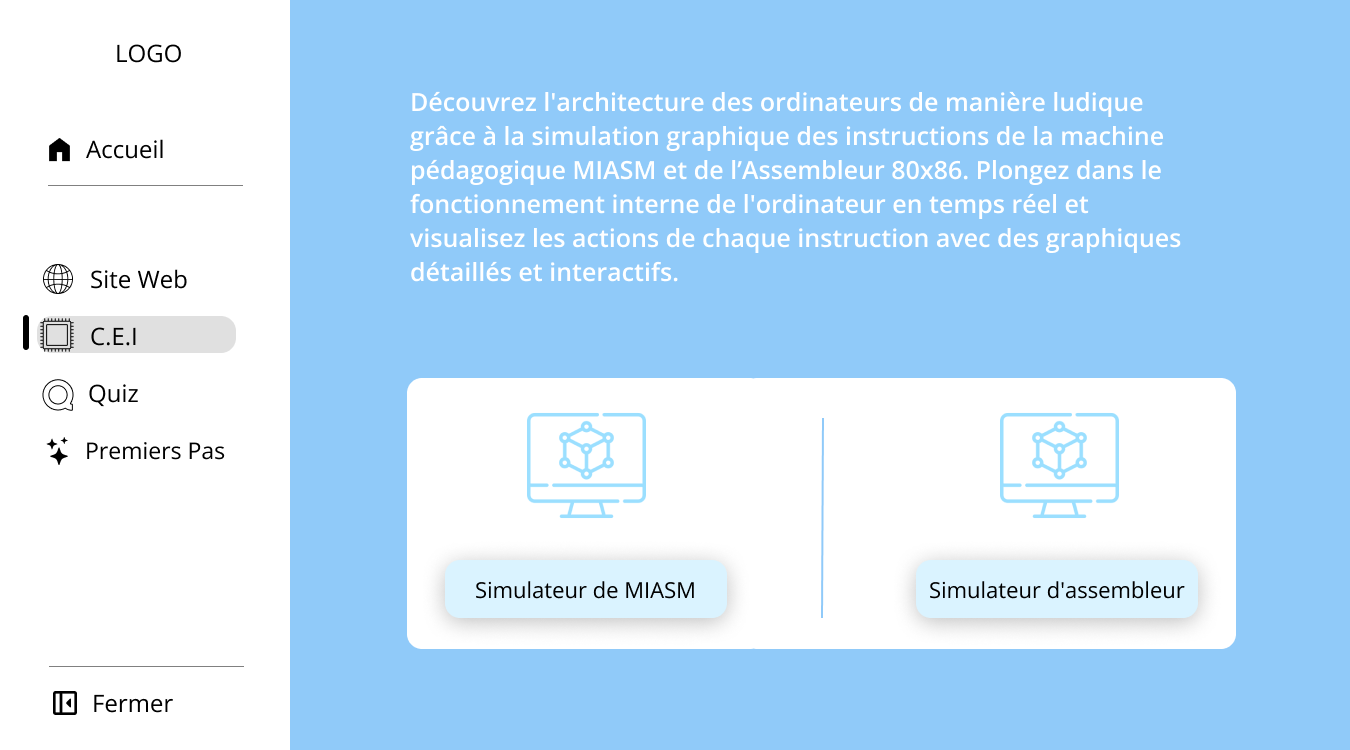 LOGO
Accueil
Site Web
C.E.I
Quiz
Premiers Pas
Fermer
Découvrez l'architecture des ordinateurs de manière ludique
grâce à la simulation graphique des instructions de la machine
pédagogique MIASM et de l’Assembleur 80x86. Plongez dans le
fonctionnement interne de l'ordinateur en temps réel et
visualisez les actions de chaque instruction avec des graphiques
détaillés et interactifs.
Simulateur de MIASM
Simulateur d'assembleur